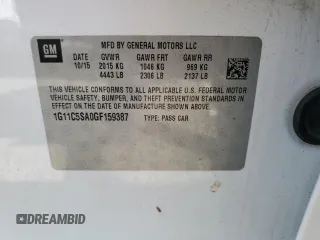 GM
MFD BY GENERAL MOTORS LLC
DATE GVWR GAWR FRT GAWR RR
10/15 2015 KG 1046 KG 969 KG
4443 LB 2306 LB 2137 LB
THIS VEHICLE CONFORMS TO ALL APPLICABLE U.S. FEDERAL MOTOR
VEHICLE SAFETY, BUMPER, AND THEFT PREVENTION STANDARDS IN
EFFECT ON THE DATE OF MANUFACTURE SHOWN ABOVE.
1G11C5SA0GF159387 TYPE: PASS CAR
DREAMBID